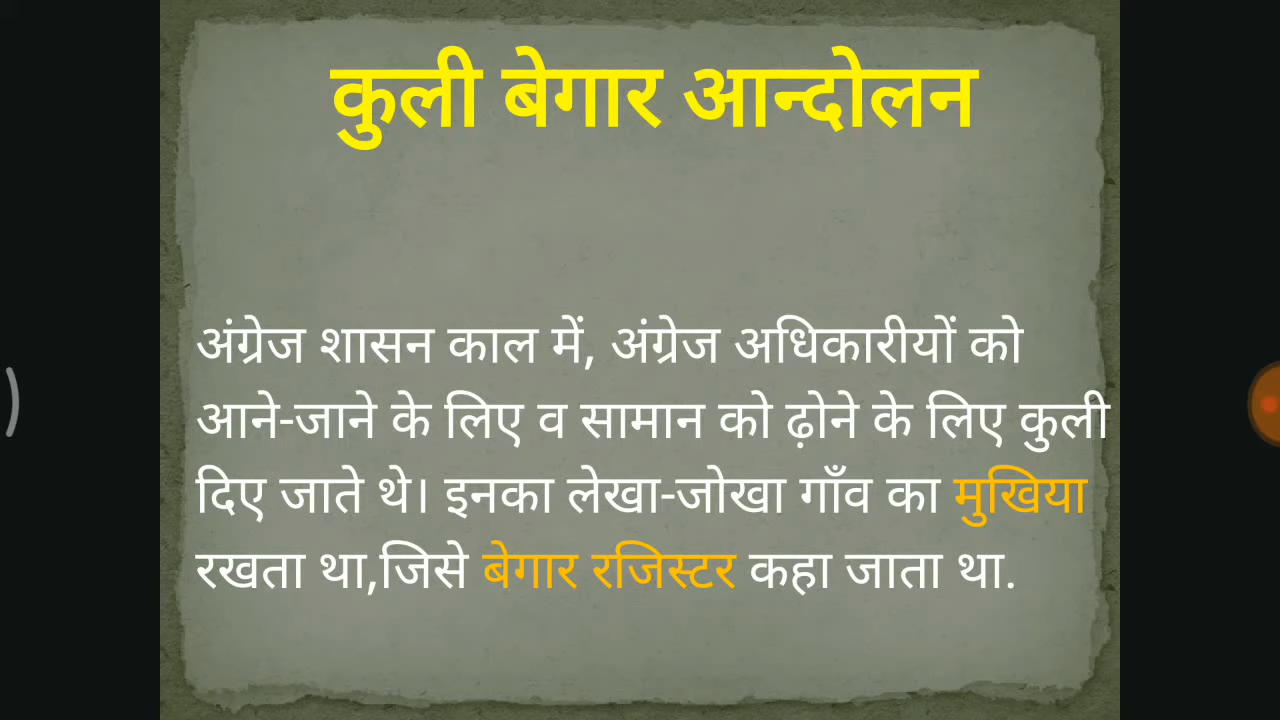 कुली बेगार आन्दोलन
अंग्रेज शासन काल में, अंग्रेज अधिकारीयों को
आने-जाने के लिए व सामान को ढ़ोने के लिए कुली
दिए जाते थे। इनका लेखा-जोखा गाँव का मुखिया
रखता था,जिसे बेगार रजिस्टर कहा जाता था.